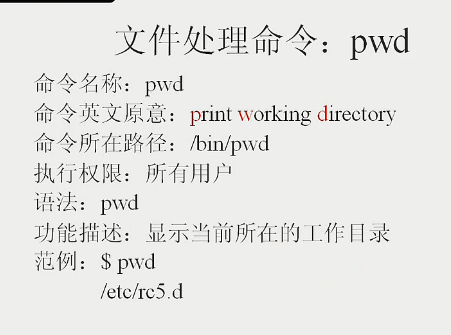 文件处理命令：pwd
命令名称：pwd
命令英文原意：print working directory
命令所在路径：/bin/pwd
执行权限：所有用户
语法：pwd
功能描述：显示当前所在的工作目录
范例：$ pwd
/etc/rc5.d